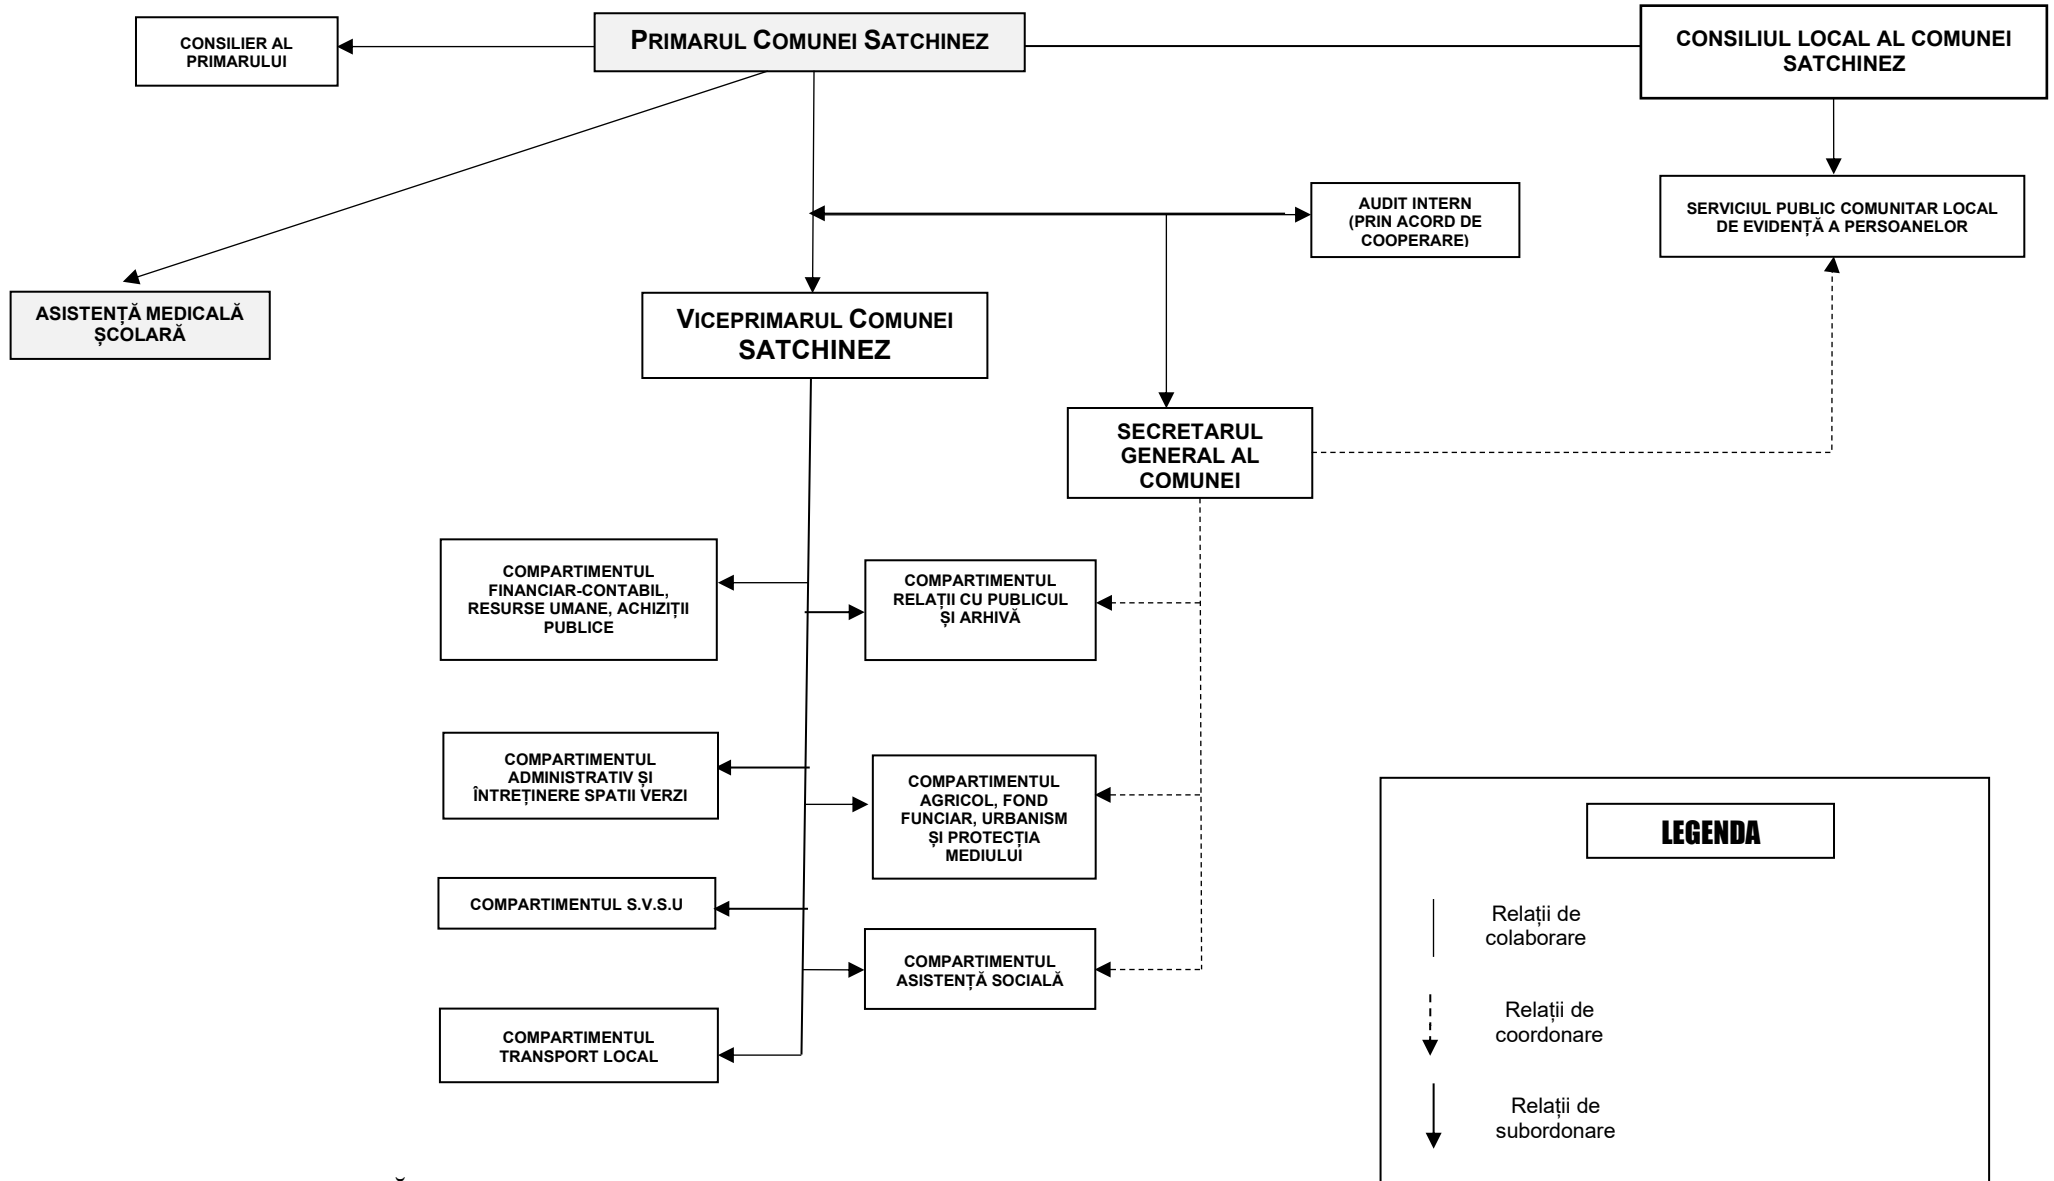 CONSILIER AL
PRIMARULUI
PRIMARUL COMUNEI SATCHINEZ
CONSILIUL LOCAL AL COMUNEI
SATCHINEZ
AUDIT INTERN
(PRIN ACORD DE
COOPERARE)
SERVICIUL PUBLIC COMUNITAR LOCAL
DE EVIDENȚĂ A PERSOANELOR
ASISTENȚĂ MEDICALĂ
ȘCOLARĂ
VICEPRIMARUL COMUNEI
SATCHINEZ
SECRETARUL
GENERAL AL
COMUNEI
COMPARTIMENTUL
FINANCIAR-CONTABIL,
RESURSE UMANE, ACHIZIȚII
PUBLICE
COMPARTIMENTUL
RELAȚII CU PUBLICUL
ȘI ARHIVĂ
COMPARTIMENTUL
ADMINISTRATIV ȘI
ÎNTREȚINERE SPATII VERZI
COMPARTIMENTUL
AGRICOL, FOND
FUNCIAR, URBANISM
ȘI PROTECȚIA
MEDIULUI
COMPARTIMENTUL S.V.S.U
COMPARTIMENTUL
ASISTENȚĂ SOCIALĂ
COMPARTIMENTUL
TRANSPORT LOCAL
LEGENDA
Relații de
colaborare
Relații de
coordonare
Relații de
subordonare